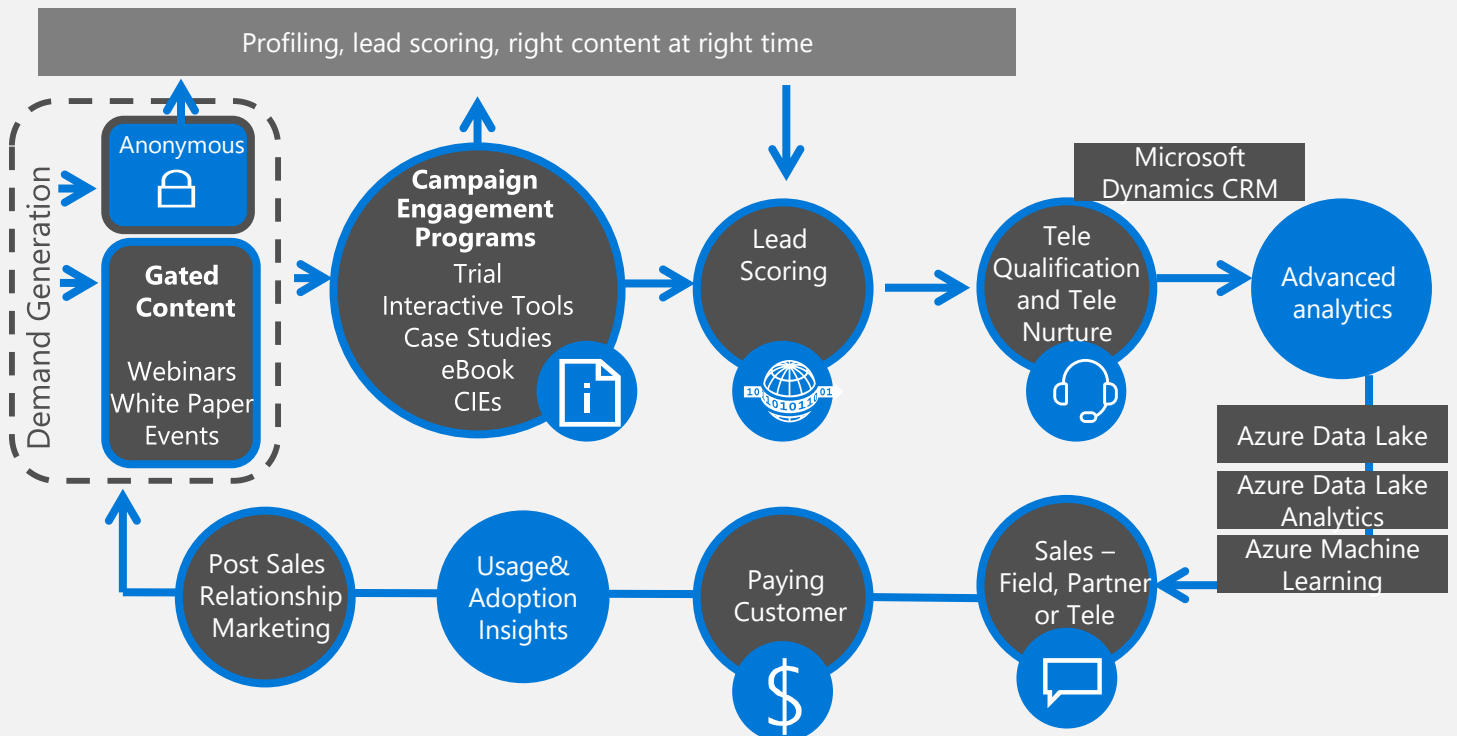 Profiling, lead scoring, right content at right time
Demand Generation
Anonymous
Gated
Content
Webinars
White Paper
Events
Campaign
Engagement
Programs
Trial
Interactive Tools
Case Studies
eBook
CIEs
i
Lead
Scoring
10 1010110 01
Microsoft
Dynamics CRM
Tele
Qualification
and Tele
Nurture
Advanced
analytics
Azure Data Lake
Azure Data Lake
Analytics
Azure Machine
Learning
Sales –
Field, Partner
or Tele
Paying
Customer
$
Usage&
Adoption
Insights
Post Sales
Relationship
Marketing